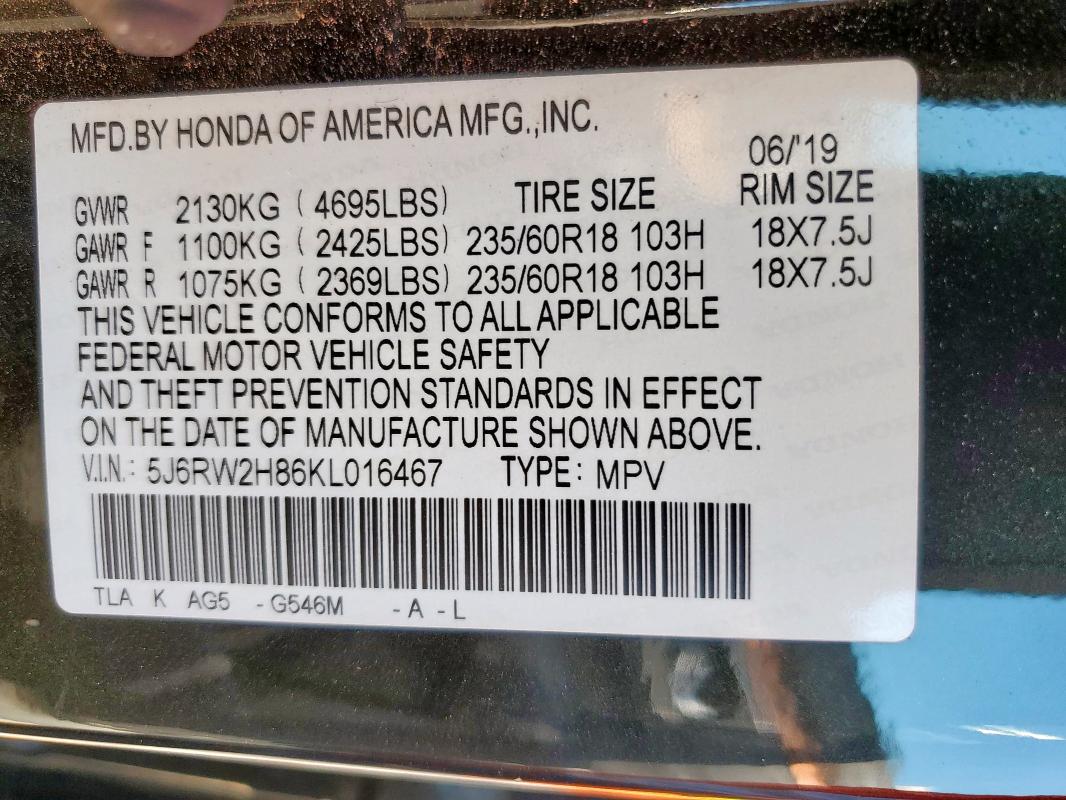 MFD.BY HONDA OF AMERICA MFG.,INC.
06/'19
GVWR 2130KG ( 4695LBS) TIRE SIZE RIM SIZE
GAWR F 1100KG ( 2425LBS) 235/60R18 103H 18X7.5J
GAWR R 1075KG ( 2369LBS) 235/60R18 103H 18X7.5J
THIS VEHICLE CONFORMS TO ALL APPLICABLE
FEDERAL MOTOR VEHICLE SAFETY
AND THEFT PREVENTION STANDARDS IN EFFECT
ON THE DATE OF MANUFACTURE SHOWN ABOVE.
V.I.N.: 5J6RW2H86KL016467 TYPE: MPV
TLA K AG5 -G546M -A -L